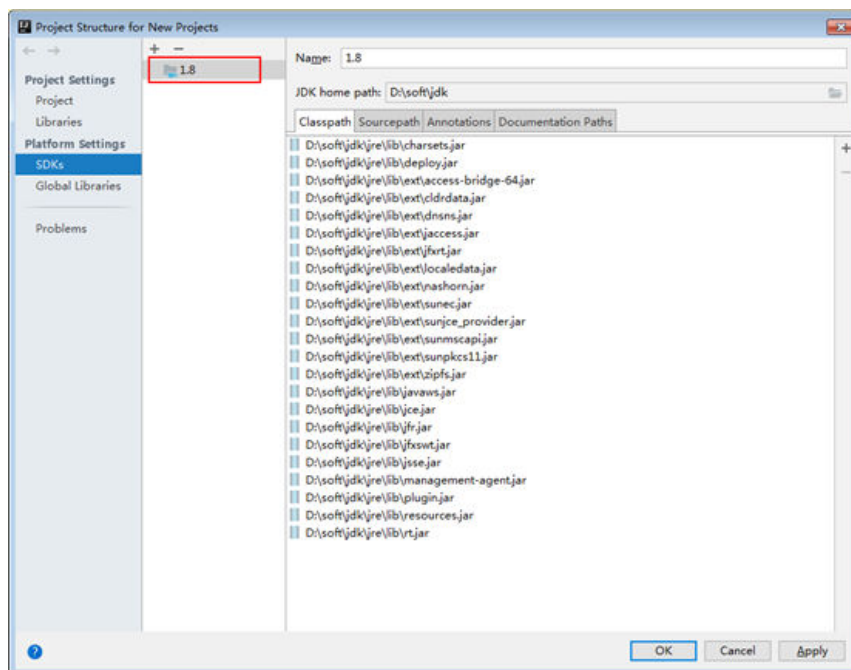 Project Structure for New Projects
Project Settings
Project
Libraries
Platform Settings
SDKs
Global Libraries
Problems
1.8
Name: 1.8
JDK home path: D:\soft\jdk
Classpath Sourcepath Annotations Documentation Paths
D:\soft\jdk\jre\lib\charsets.jar
D:\soft\jdk\jre\lib\deploy.jar
D:\soft\jdk\jre\lib\ext\access-bridge-64.jar
D:\soft\jdk\jre\lib\ext\cldrdata.jar
D:\soft\jdk\jre\lib\ext\dnsns.jar
D:\soft\jdk\jre\lib\ext\jaccess.jar
D:\soft\jdk\jre\lib\ext\jfxrt.jar
D:\soft\jdk\jre\lib\ext\localedata.jar
D:\soft\jdk\jre\lib\ext\nashorn.jar
D:\soft\jdk\jre\lib\ext\sunec.jar
D:\soft\jdk\jre\lib\ext\sunjce_provider.jar
D:\soft\jdk\jre\lib\ext\sunmscapi.jar
D:\soft\jdk\jre\lib\ext\sunpkcs11.jar
D:\soft\jdk\jre\lib\ext\zipfs.jar
D:\soft\jdk\jre\lib\javaws.jar
D:\soft\jdk\jre\lib\jce.jar
D:\soft\jdk\jre\lib\jfr.jar
D:\soft\jdk\jre\lib\jfxswt.jar
D:\soft\jdk\jre\lib\jsse.jar
D:\soft\jdk\jre\lib\management-agent.jar
D:\soft\jdk\jre\lib\plugin.jar
D:\soft\jdk\jre\lib\resources.jar
D:\soft\jdk\jre\lib\rt.jar
OK Cancel Apply